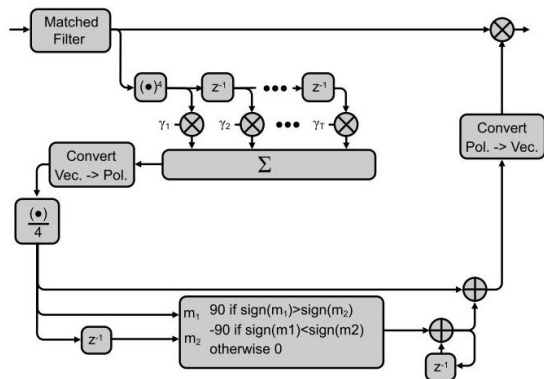 Matched
Filter
(●)⁴
z⁻¹
●●●
z⁻¹
γ₁
γ₂
●●●
γ_T
Convert
Vec. -> Pol.
Σ
Convert
Pol. -> Vec.
(●)
4
m₁ 90 if sign(m₁)>sign(m₂)
-90 if sign(m1)<sign(m2)
m₂
otherwise 0
z⁻¹
z⁻¹